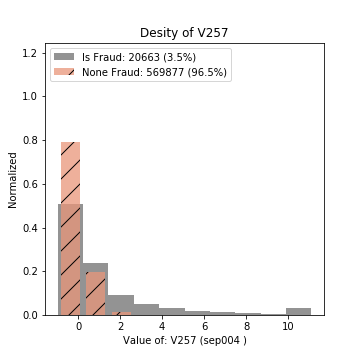 Desity of V257
Is Fraud: 20663 (3.5%)
None Fraud: 569877 (96.5%)
Normalized
1.2
1.0
0.8
0.6
0.4
0.2
0.0
0 2 4 6 8 10
Value of: V257 (sep004 )